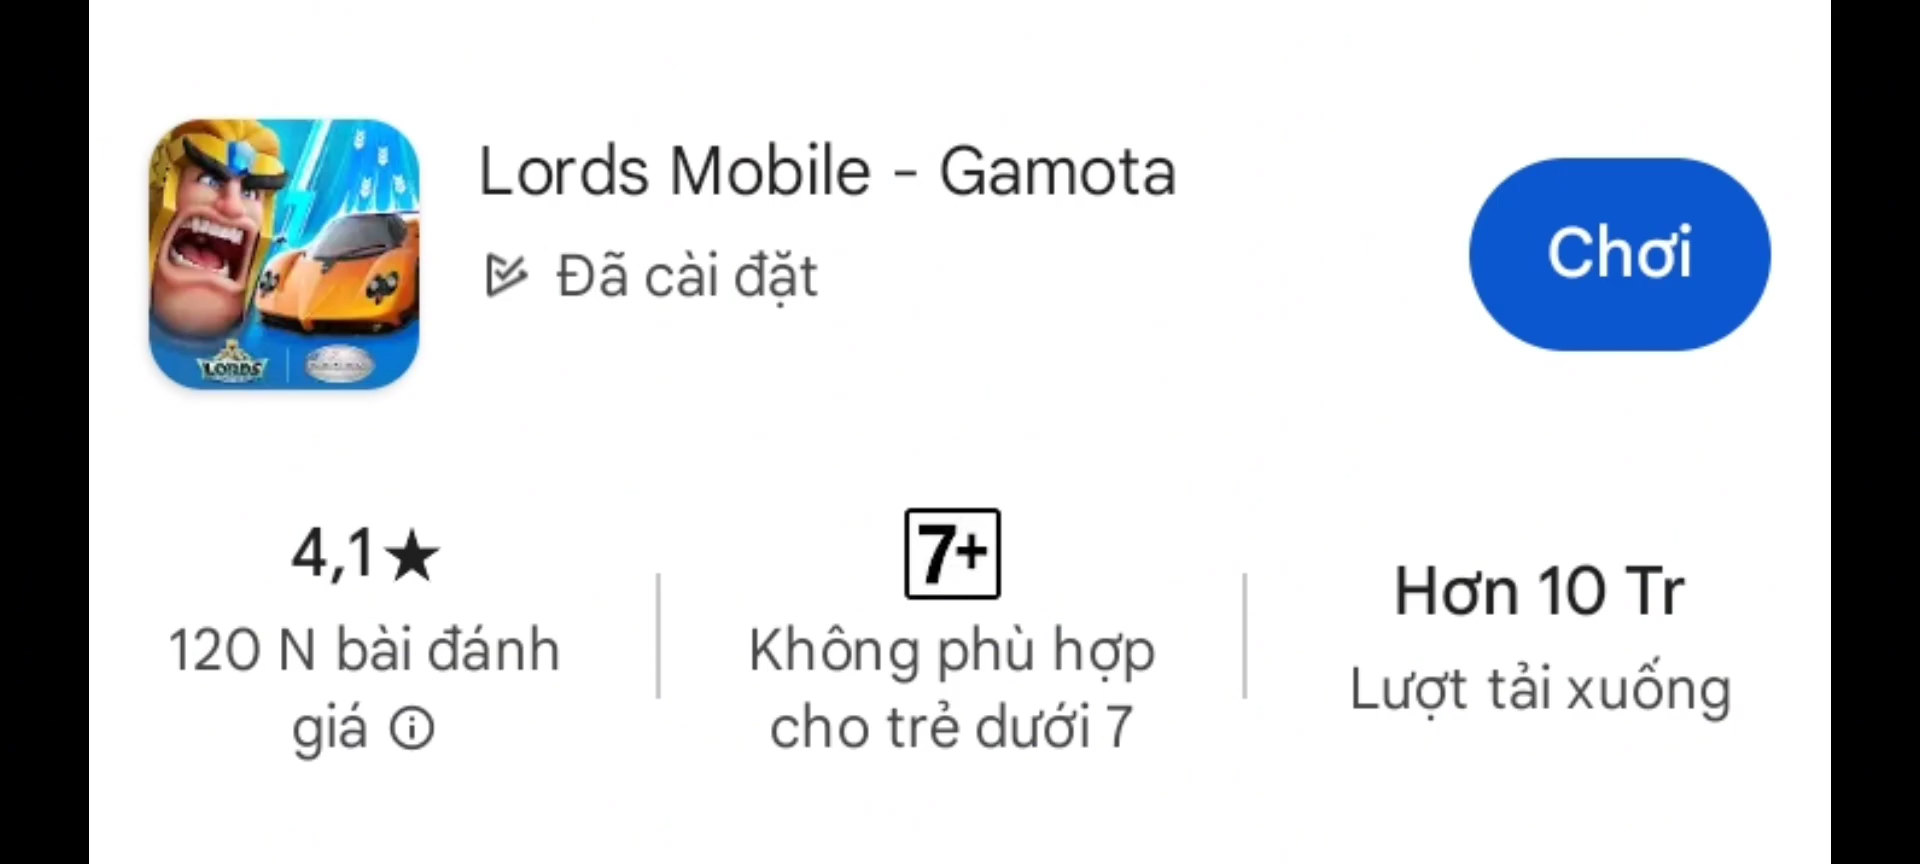 Lords Mobile - Gamota
Đã cài đặt
Chơi
LORDS
4,1★
120 N bài đánh
giá
7+
Không phù hợp
cho trẻ dưới 7
Hơn 10 Tr
Lượt tải xuống